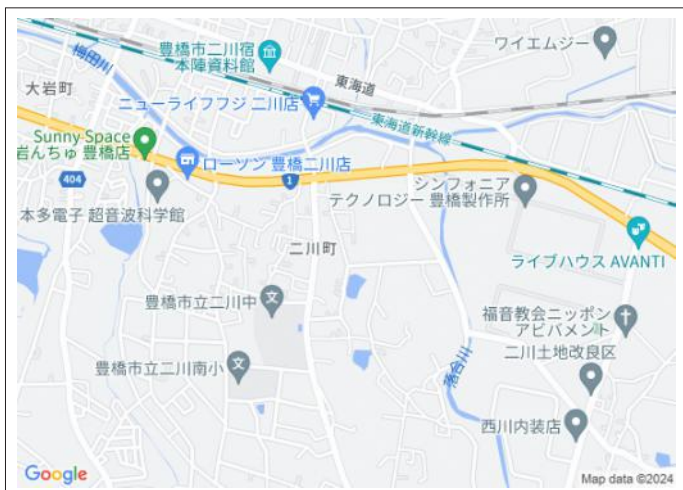 豊橋市二川宿
本陣資料館
ワイエムジー
梅田川
大岩町
東海道
ニューライフフジ 二川店
東海道新幹線
Sunny Space
岩んちゅ 豊橋店
ローソン 豊橋二川店
404
1
シンフォニア
テクノロジー 豊橋製作所
本多電子 超音波科学館
二川町
ライブハウス AVANTI
豊橋市立二川中
福音教会ニッポン
アビバメント
二川土地改良区
豊橋市立二川南小
西川内装店
Google
Map data ©2024